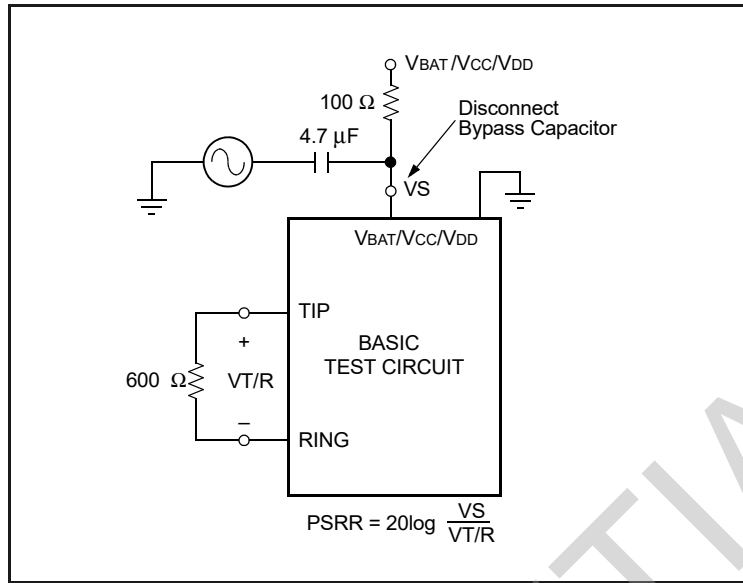 VBAT/VCC/VDD
100 Ω
Disconnect
Bypass Capacitor
4.7 µF
VS
VBAT/VCC/VDD
TIP
+
BASIC
TEST CIRCUIT
600 Ω
VT/R
–
RING
PSRR = 20log VS
VT/R